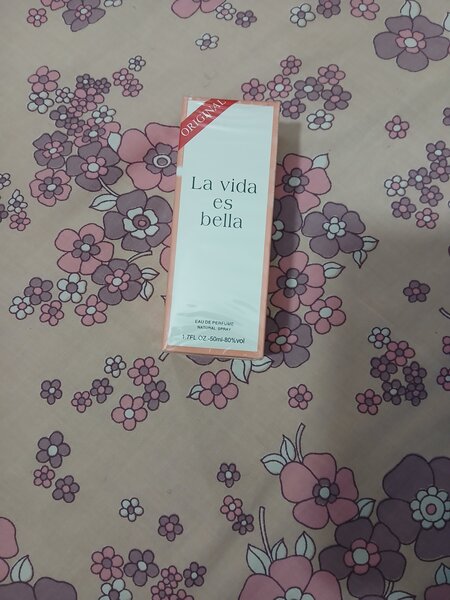 ORIGINAL
La vida
es
bella
EAU DE PERFUME
NATURAL SPRAY
1.7FL.OZ.-50ml-80%vol